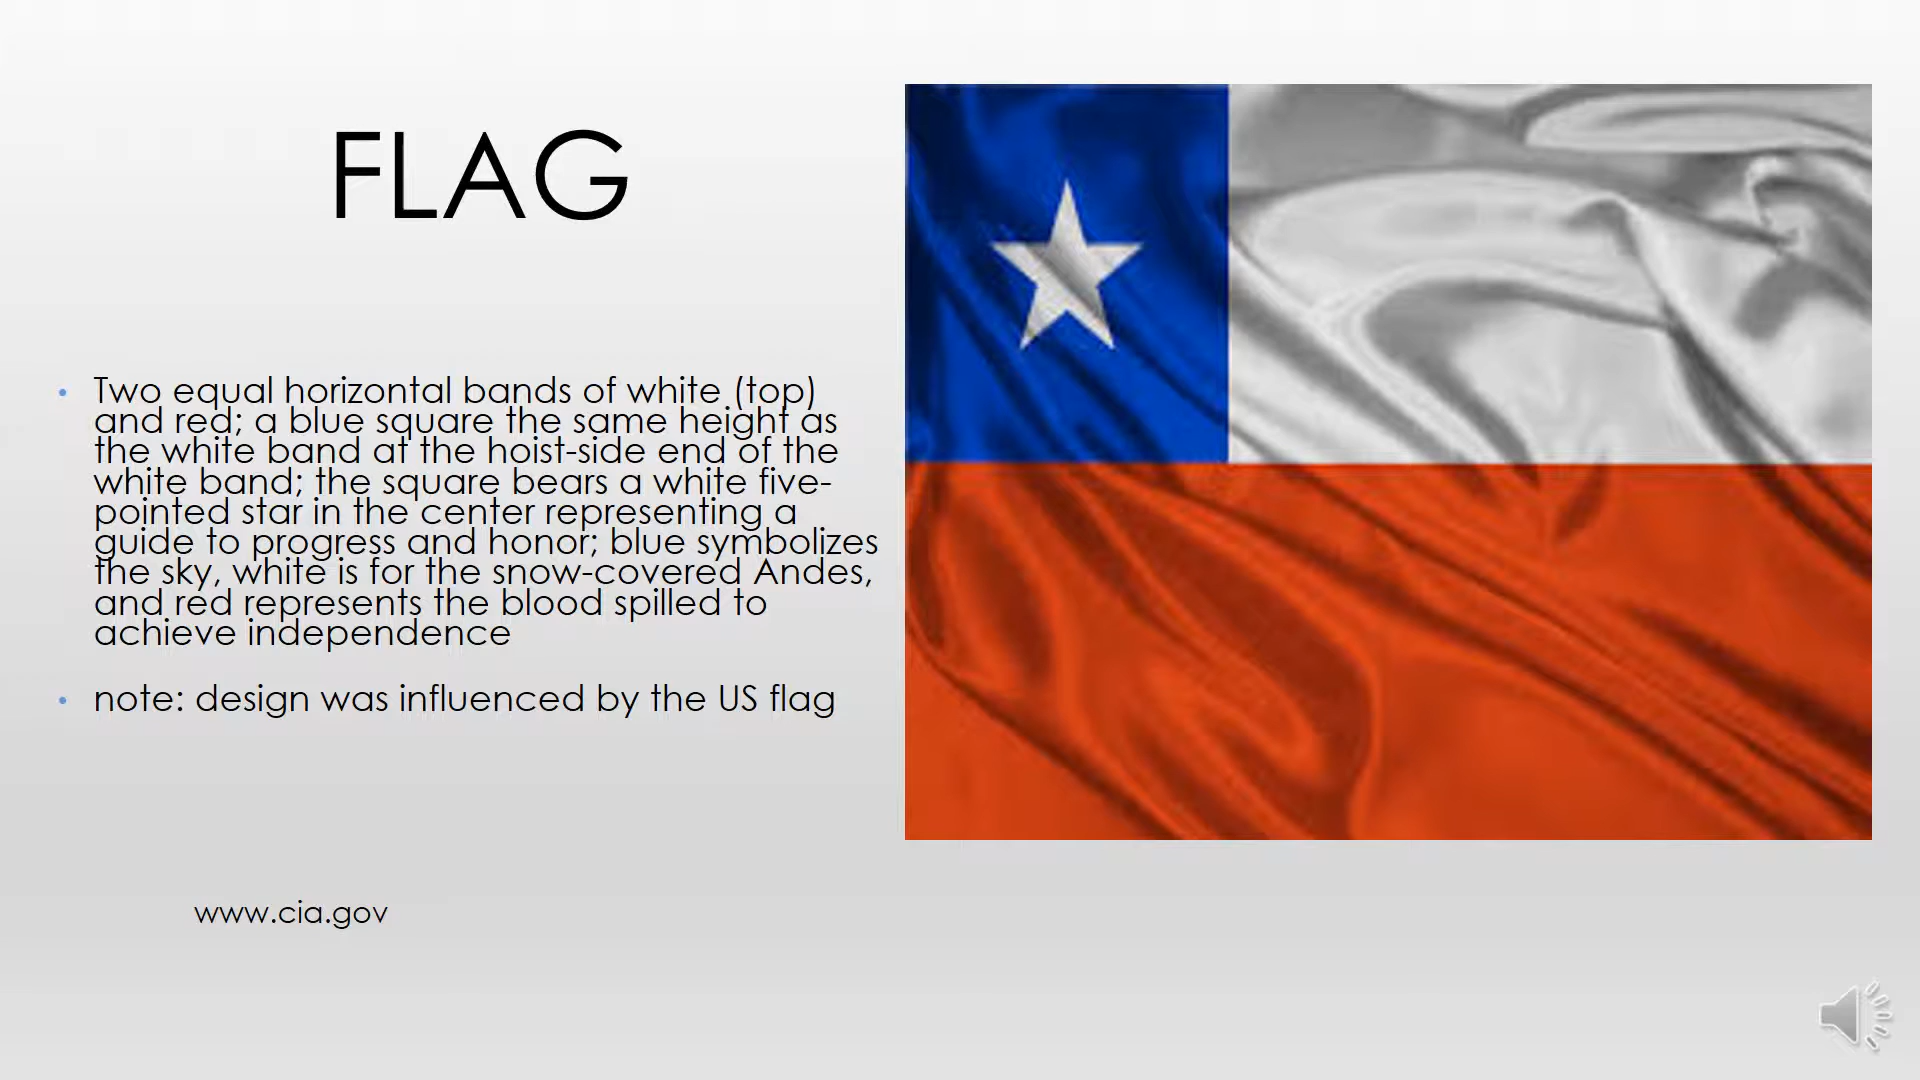 FLAG
• Two equal horizontal bands of white (top)
and red; a blue square the same height as
the white band at the hoist-side end of the
white band; the square bears a white five-
pointed star in the center representing a
guide to progress and honor; blue symbolizes
the sky, white is for the snow-covered Andes,
and red represents the blood spilled to
achieve independence
• note: design was influenced by the US flag
www.cia.gov